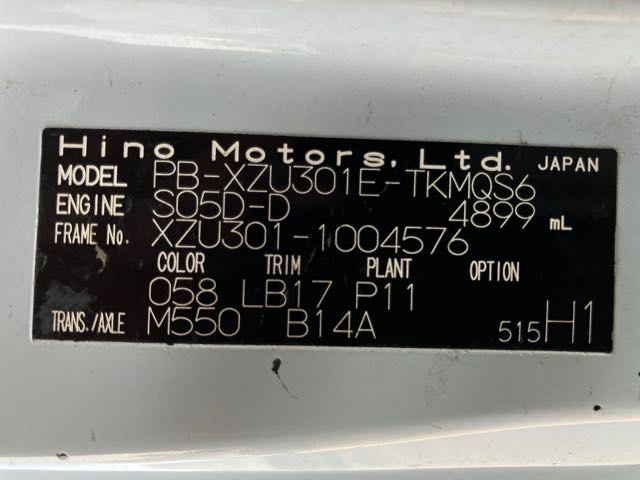 Hino Motors, Ltd. JAPAN
MODEL PB-XZU301E-TKMQS6
ENGINE S05D-D 4899 mL
FRAME No. XZU301-1004576
COLOR TRIM PLANT OPTION
058 LB17 P11
TRANS./AXLE M550 B14A 515H1